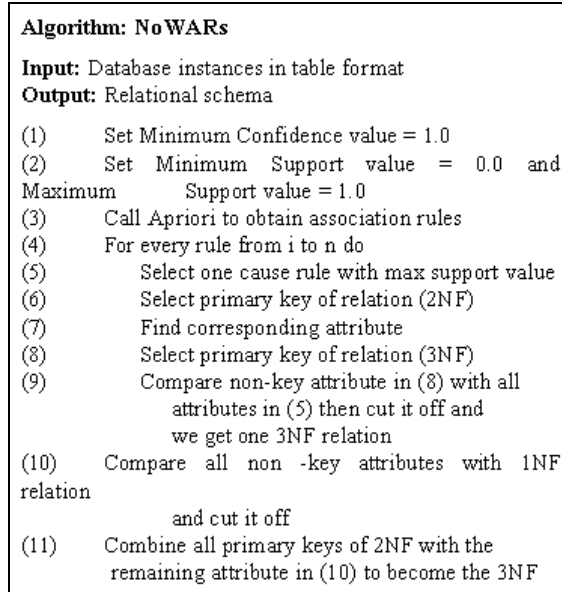 Algorithm: NoWARs
Input: Database instances in table format
Output: Relational schema
(1) Set Minimum Confidence value = 1.0
(2) Set Minimum Support value = 0.0 and
Maximum Support value = 1.0
(3) Call Apriori to obtain association rules
(4) For every rule from i to n do
(5) Select one cause rule with max support value
(6) Select primary key of relation (2NF)
(7) Find corresponding attribute
(8) Select primary key of relation (3NF)
(9) Compare non-key attribute in (8) with all
attributes in (5) then cut it off and
we get one 3NF relation
(10) Compare all non -key attributes with 1NF
relation
and cut it off
(11) Combine all primary keys of 2NF with the
remaining attribute in (10) to become the 3NF